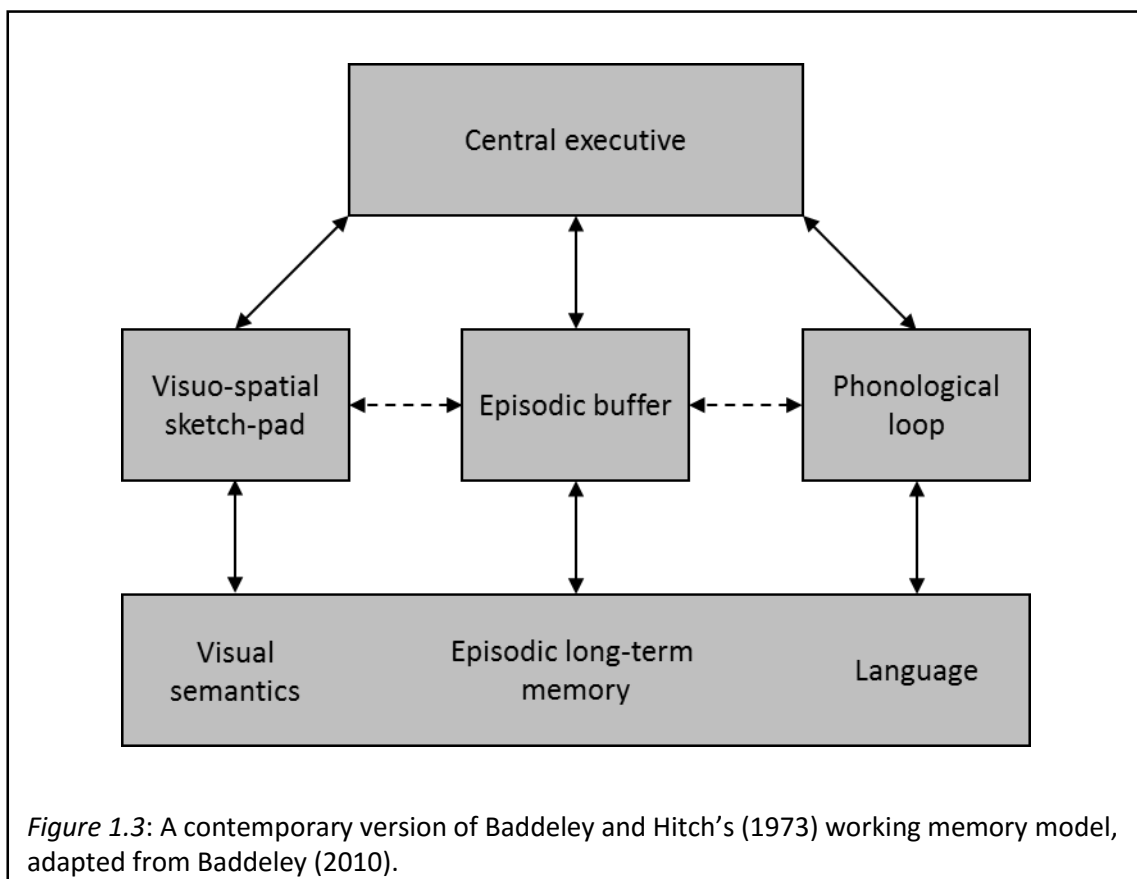 Central executive
Visuo-spatial
sketch-pad
Episodic buffer
Phonological
loop
Visual
semantics
Episodic long-term
memory
Language
Figure 1.3: A contemporary version of Baddeley and Hitch’s (1973) working memory model,
adapted from Baddeley (2010).